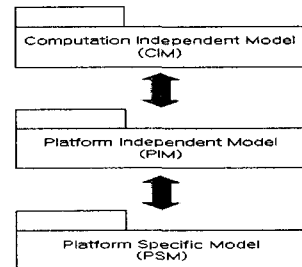 Computation Independent Model
(CIM)
Platform Independent Model
(PIM)
Platform Specific Model
(PSM)